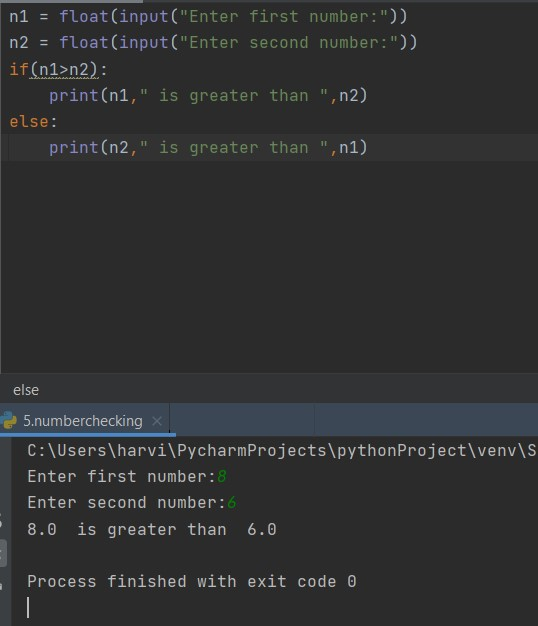 n1 = float(input("Enter first number:"))
n2 = float(input("Enter second number:"))
if(n1>n2):
    print(n1," is greater than ",n2)
else:
    print(n2," is greater than ",n1)
else
5.numberchecking
C:\Users\harvi\PycharmProjects\pythonProject\venv\S
Enter first number:8
Enter second number:6
8.0  is greater than  6.0
Process finished with exit code 0